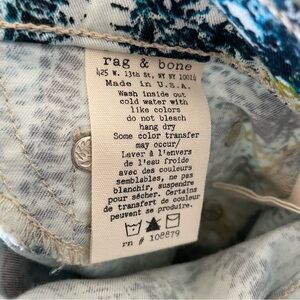 rag & bone
425 W. 13th St, NY NY 10014
Made in U.S.A.
Wash inside out
cold water with
like colors
do not bleach
hang dry
Some color transfer
may occur/
Laver à l'envers
de l'eau froide
avec des couleurs
semblables, ne pas
blanchir, suspendre
pour sécher. Certains
de transfert de couleur
peuvent se produire.
rn # 108879